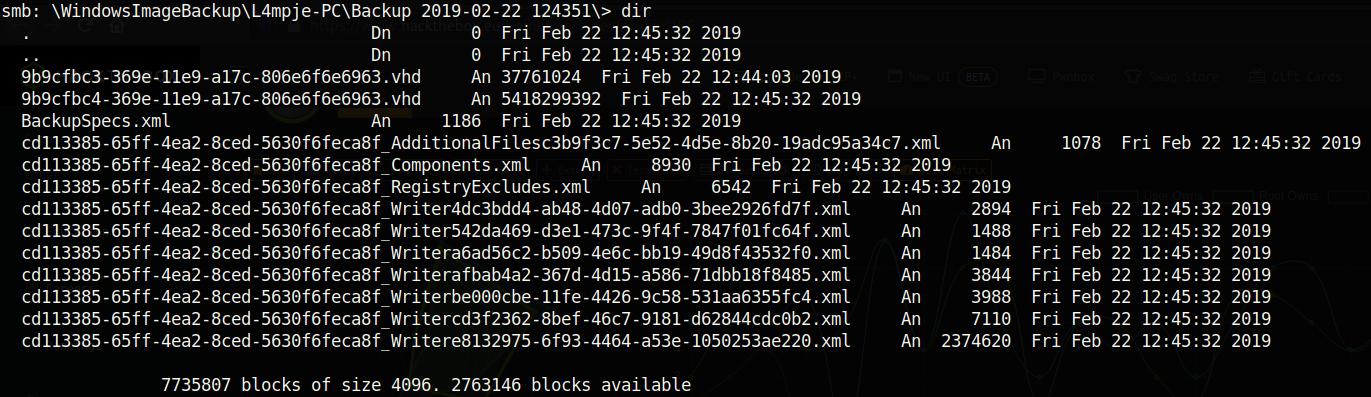 smb: \WindowsImageBackup\L4mpje-PC\Backup 2019-02-22 124351\> dir
. Dn 0 Fri Feb 22 12:45:32 2019
.. Dn 0 Fri Feb 22 12:45:32 2019
9b9cfbc3-369e-11e9-a17c-806e6f6e6963.vhd An 37761024 Fri Feb 22 12:44:03 2019
9b9cfbc4-369e-11e9-a17c-806e6f6e6963.vhd An 5418299392 Fri Feb 22 12:45:32 2019
BackupSpecs.xml An 1186 Fri Feb 22 12:45:32 2019
cd113385-65ff-4ea2-8ced-5630f6feca8f_AdditionalFilesc3b9f3c7-5e52-4d5e-8b20-19adc95a34c7.xml An 1078 Fri Feb 22 12:45:32 2019
cd113385-65ff-4ea2-8ced-5630f6feca8f_Components.xml An 8930 Fri Feb 22 12:45:32 2019
cd113385-65ff-4ea2-8ced-5630f6feca8f_RegistryExcludes.xml An 6542 Fri Feb 22 12:45:32 2019
cd113385-65ff-4ea2-8ced-5630f6feca8f_Writer4dc3bdd4-ab48-4d07-adb0-3bee2926fd7f.xml An 2894 Fri Feb 22 12:45:32 2019
cd113385-65ff-4ea2-8ced-5630f6feca8f_Writer542da469-d3e1-473c-9f4f-7847f01fc64f.xml An 1488 Fri Feb 22 12:45:32 2019
cd113385-65ff-4ea2-8ced-5630f6feca8f_Writera6ad56c2-b509-4e6c-bb19-49d8f43532f0.xml An 1484 Fri Feb 22 12:45:32 2019
cd113385-65ff-4ea2-8ced-5630f6feca8f_Writerafbab4a2-367d-4d15-a586-71dbb18f8485.xml An 3844 Fri Feb 22 12:45:32 2019
cd113385-65ff-4ea2-8ced-5630f6feca8f_Writerbe000cbe-11fe-4426-9c58-531aa6355fc4.xml An 3988 Fri Feb 22 12:45:32 2019
cd113385-65ff-4ea2-8ced-5630f6feca8f_Writercd3f2362-8bef-46c7-9181-d62844cdc0b2.xml An 7110 Fri Feb 22 12:45:32 2019
cd113385-65ff-4ea2-8ced-5630f6feca8f_Writere8132975-6f93-4464-a53e-1050253ae220.xml An 2374620 Fri Feb 22 12:45:32 2019
7735807 blocks of size 4096. 2763146 blocks available
New UI BETA Pwnbox Swag Store Gift Cards